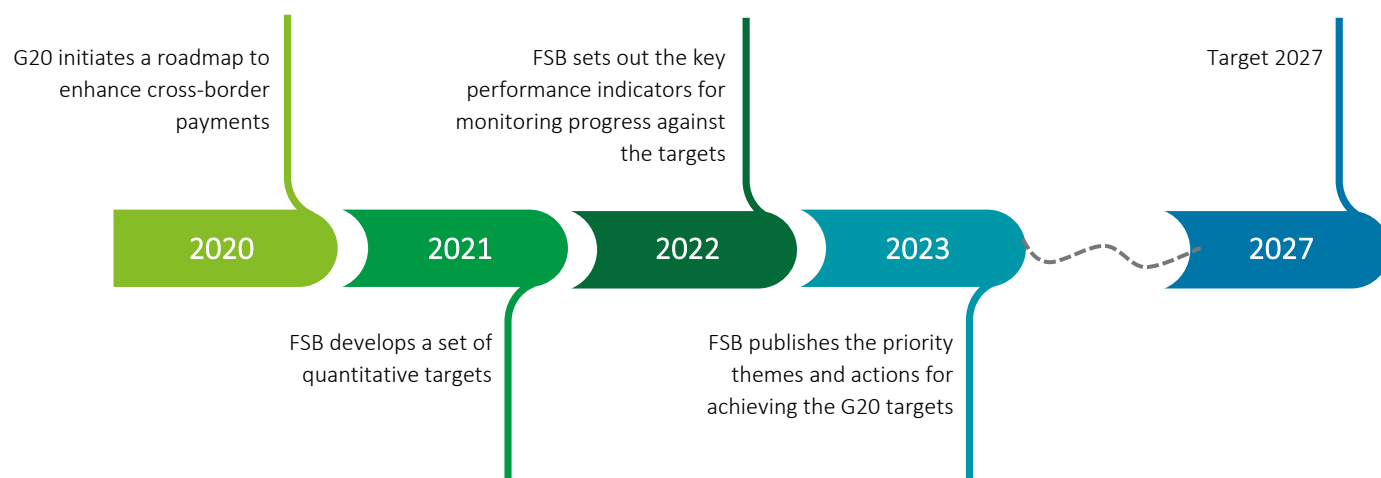 G20 initiates a roadmap to
enhance cross-border
payments
FSB sets out the key
performance indicators for
monitoring progress against
the targets
Target 2027
2020
2021
2022
2023
2027
FSB develops a set of
quantitative targets
FSB publishes the priority
themes and actions for
achieving the G20 targets